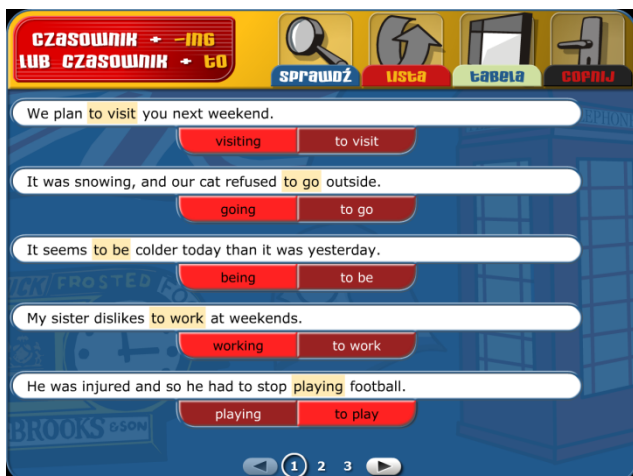 czasownik + -ing
lub czasownik + to
sprawdź lista tabela cofnij
We plan to visit you next weekend.
visiting to visit
It was snowing, and our cat refused to go outside.
going to go
It seems to be colder today than it was yesterday.
being to be
My sister dislikes to work at weekends.
working to work
He was injured and so he had to stop playing football.
playing to play
FROSTED
BROOKS & SON
1 2 3